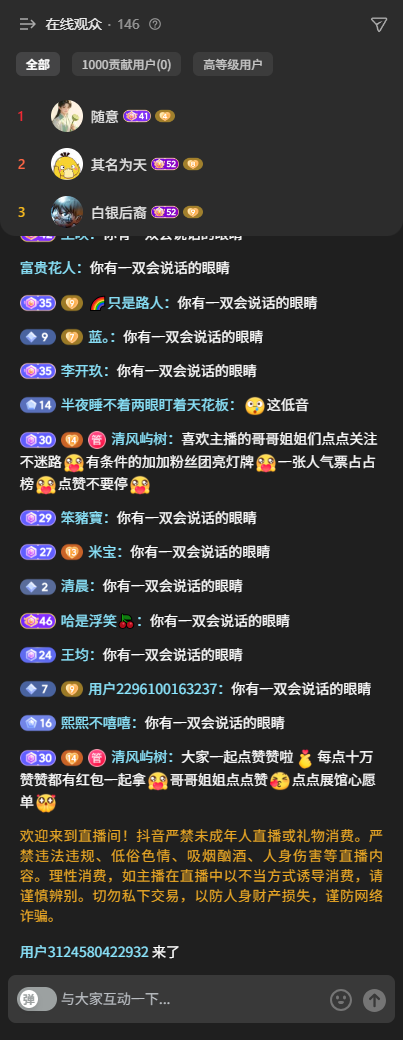 在线观众 · 146
全部 1000贡献用户(0) 高等级用户
1 随意 41
2 其名为天 52
3 白银后裔 52
富贵花人：你有一双会说话的眼睛
35 9 🌈只是路人：你有一双会说话的眼睛
9 7 蓝。：你有一双会说话的眼睛
35 李开玖：你有一双会说话的眼睛
14 半夜睡不着两眼盯着天花板：😪这低音
30 14 管 清风屿树：喜欢主播的哥哥姐姐们点点关注
不迷路🥰有条件的加加粉丝团亮灯牌🥰一张人气票占占
榜🥰点赞不要停🥰
29 笨豬寶：你有一双会说话的眼睛
27 13 米宝：你有一双会说话的眼睛
2 清晨：你有一双会说话的眼睛
46 哈是浮笑🍒：你有一双会说话的眼睛
24 王均：你有一双会说话的眼睛
7 9 用户2296100163237：你有一双会说话的眼睛
16 熙熙不嘻嘻：你有一双会说话的眼睛
30 14 管 清风屿树：大家一起点赞赞啦🫰每点十万
赞赞都有红包一起拿🥰哥哥姐姐点点赞😘点点展馆心愿
单🥹
欢迎来到直播间！抖音严禁未成年人直播或礼物消费。严
禁违法违规、低俗色情、吸烟酗酒、人身伤害等直播内
容。理性消费，如主播在直播中以不当方式诱导消费，请
谨慎辨别。切勿私下交易，以防人身财产损失，谨防网络
诈骗。
用户3124580422932 来了
弹 与大家互动一下...